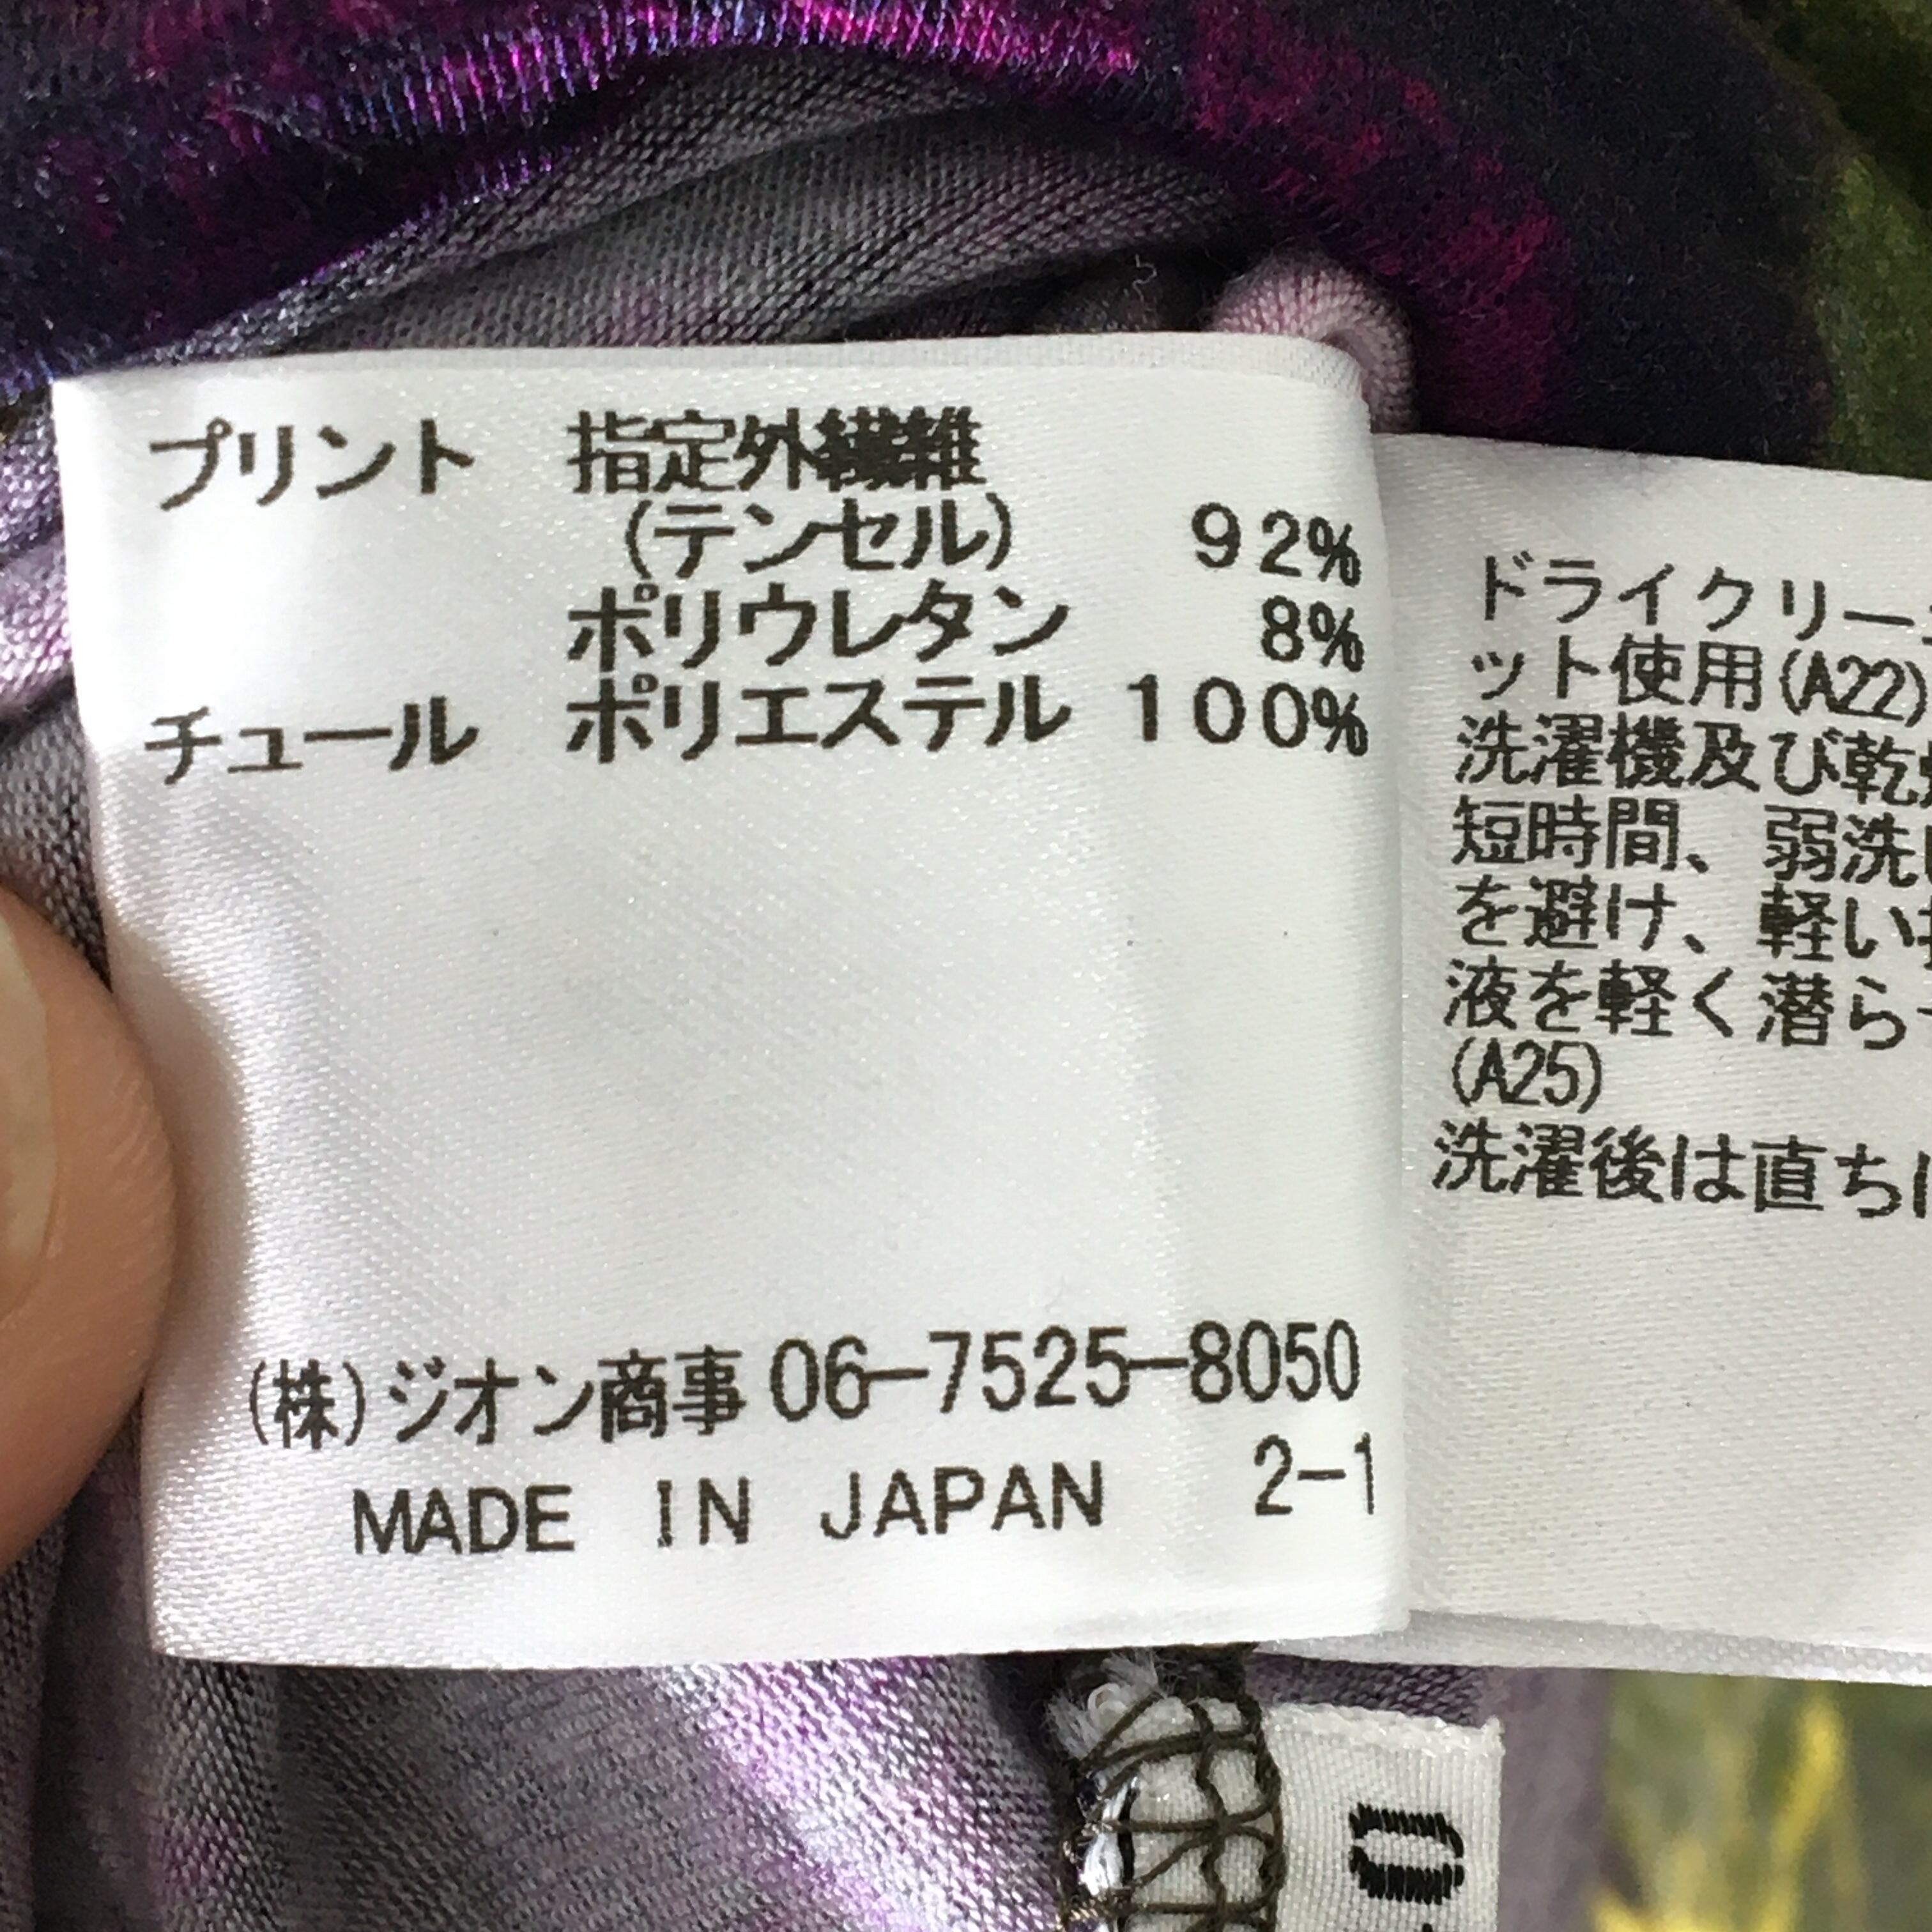 プリント 指定外繊維
(テンセル) 92%
ポリウレタン 8%
チュール ポリエステル 100%
(株)ジオン商事 06-7525-8050
MADE IN JAPAN 2-1
ドライクリー
ット使用(A22)
洗濯機及び乾
短時間、弱洗
を避け、軽い
液を軽く潜ら
(A25)
洗濯後は直ち
0